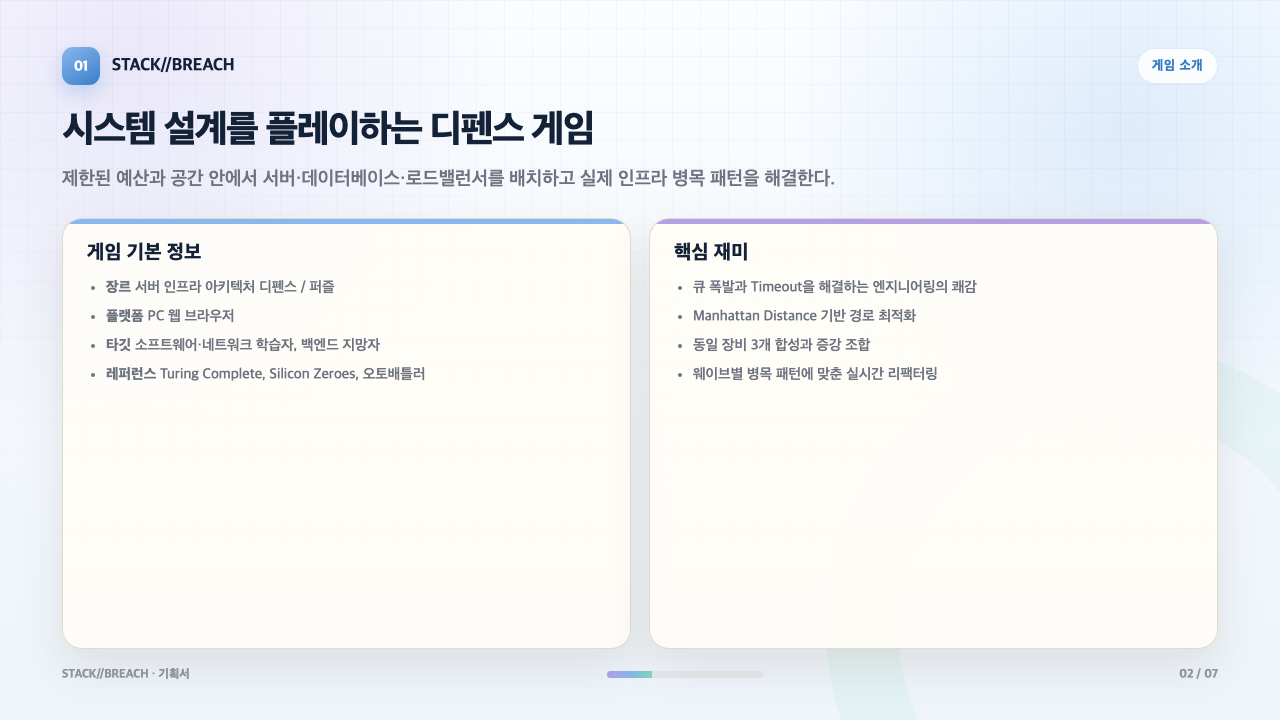 01
STACK//BREACH
게임 소개
시스템 설계를 플레이하는 디펜스 게임
제한된 예산과 공간 안에서 서버·데이터베이스·로드밸런서를 배치하고 실제 인프라 병목 패턴을 해결한다.
게임 기본 정보
• 장르 서버 인프라 아키텍처 디펜스 / 퍼즐
• 플랫폼 PC 웹 브라우저
• 타깃 소프트웨어·네트워크 학습자, 백엔드 지망자
• 레퍼런스 Turing Complete, Silicon Zeroes, 오토배틀러
핵심 재미
• 큐 폭발과 Timeout을 해결하는 엔지니어링의 쾌감
• Manhattan Distance 기반 경로 최적화
• 동일 장비 3개 합성과 증강 조합
• 웨이브별 병목 패턴에 맞춘 실시간 리팩터링
STACK//BREACH · 기획서
02 / 07